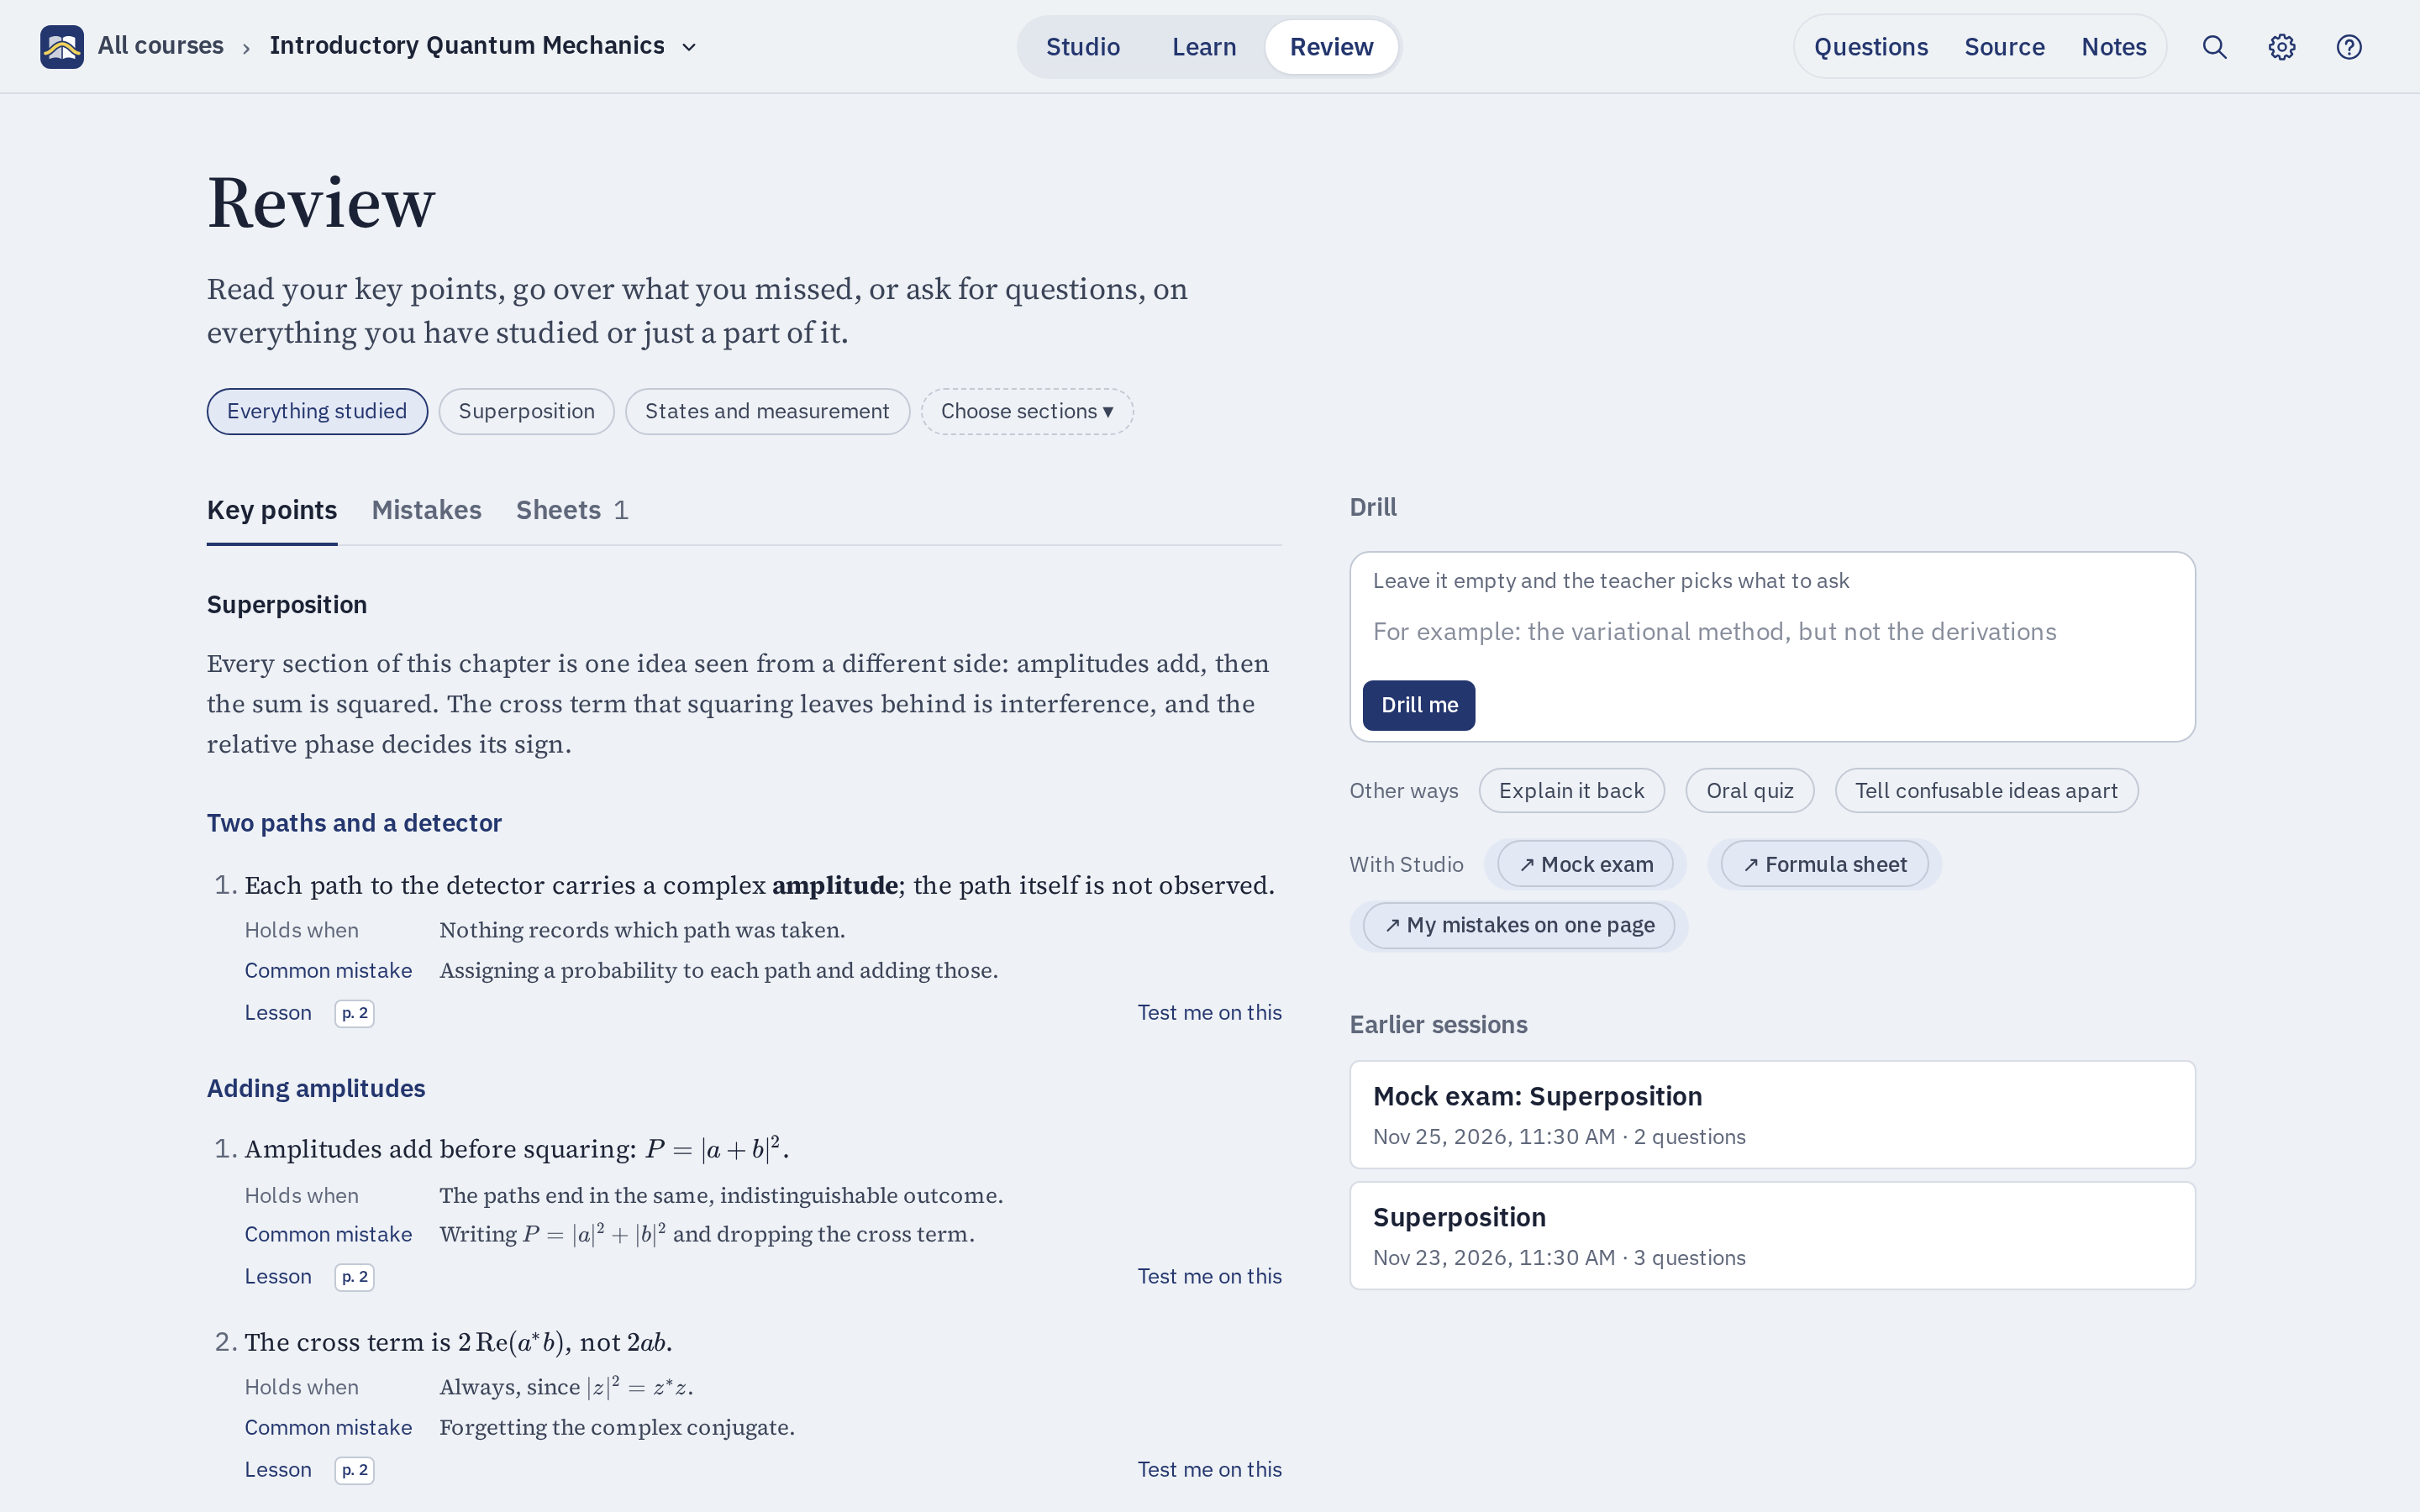 All courses › Introductory Quantum Mechanics
Studio Learn Review
Questions Source Notes
Review
Read your key points, go over what you missed, or ask for questions, on
everything you have studied or just a part of it.
Everything studied Superposition States and measurement Choose sections ▾
Key points Mistakes Sheets 1
Superposition
Every section of this chapter is one idea seen from a different side: amplitudes add, then
the sum is squared. The cross term that squaring leaves behind is interference, and the
relative phase decides its sign.
Two paths and a detector
1. Each path to the detector carries a complex amplitude; the path itself is not observed.
Holds when Nothing records which path was taken.
Common mistake Assigning a probability to each path and adding those.
Lesson p. 2 Test me on this
Adding amplitudes
1. Amplitudes add before squaring: P = |a + b|².
Holds when The paths end in the same, indistinguishable outcome.
Common mistake Writing P = |a|² + |b|² and dropping the cross term.
Lesson p. 2 Test me on this
2. The cross term is 2 Re(a*b), not 2ab.
Holds when Always, since |z|² = z*z.
Common mistake Forgetting the complex conjugate.
Lesson p. 2 Test me on this
Drill
Leave it empty and the teacher picks what to ask
For example: the variational method, but not the derivations
Drill me
Other ways Explain it back Oral quiz Tell confusable ideas apart
With Studio ↗ Mock exam ↗ Formula sheet
↗ My mistakes on one page
Earlier sessions
Mock exam: Superposition
Nov 25, 2026, 11:30 AM · 2 questions
Superposition
Nov 23, 2026, 11:30 AM · 3 questions